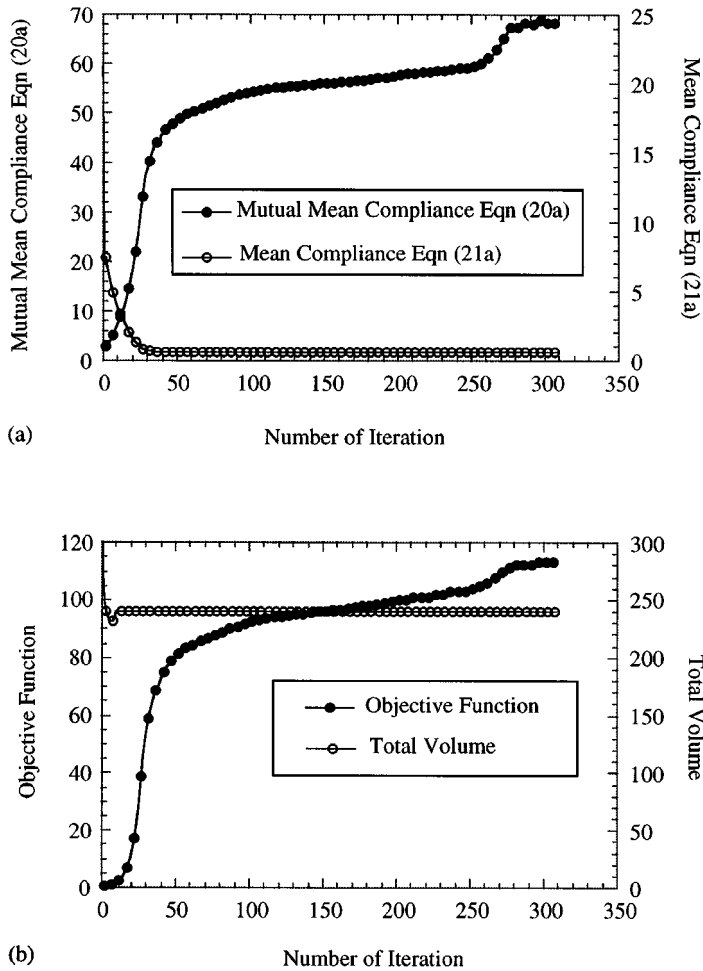 Mutual Mean Compliance Eqn (20a)
70
60
50
40
30
20
10
0
25
20
15
10
5
0
Mean Compliance Eqn (21a)
Mutual Mean Compliance Eqn (20a)
Mean Compliance Eqn (21a)
0 50 100 150 200 250 300 350
(a)
Number of Iteration
Objective Function
120
100
80
60
40
20
0
300
250
200
150
100
50
0
Total Volume
Objective Function
Total Volume
0 50 100 150 200 250 300 350
(b)
Number of Iteration